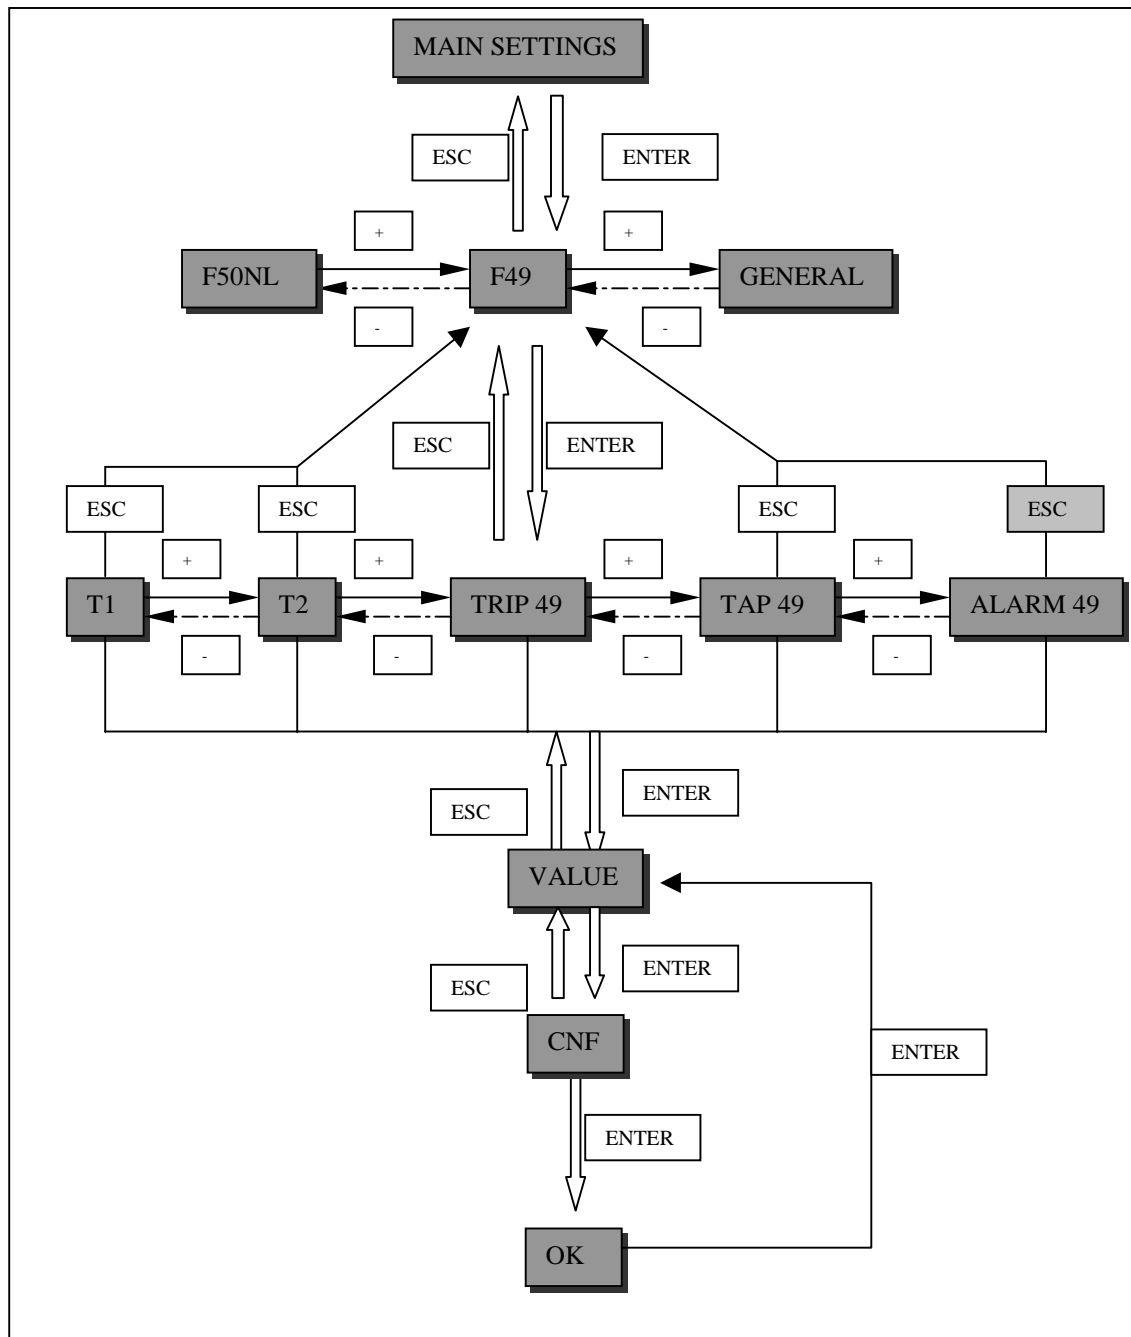 MAIN SETTINGS
ESC
ENTER
+
+
F50NL
F49
GENERAL
-
-
ESC
ENTER
ESC
ESC
ESC
ESC
+
+
+
+
T1
T2
TRIP 49
TAP 49
ALARM 49
-
-
-
-
ESC
ENTER
VALUE
ESC
ENTER
CNF
ENTER
ENTER
OK